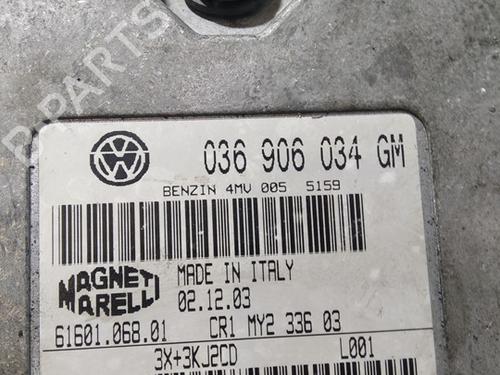 B-PARTS
036 906 034 GM
BENZIN 4MV 005 5159
MAGNETI
MARELLI
MADE IN ITALY
02.12.03
61601.068.01 CR1 MY2 336 03
3X+3KJ2CD L001